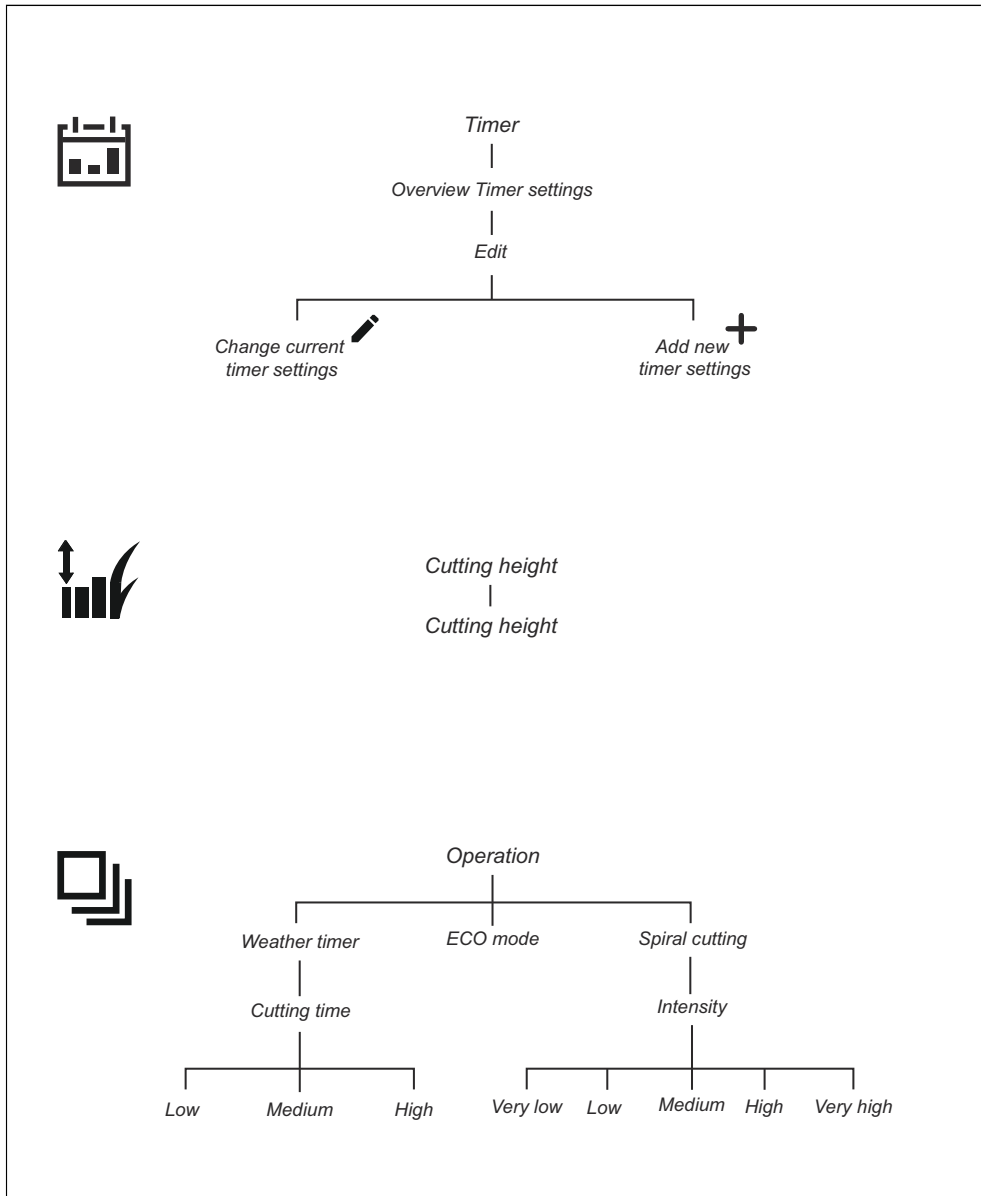 Timer
Overview Timer settings
Edit
Change current
timer settings
Add new
timer settings
Cutting height
Cutting height
Operation
Weather timer
ECO mode
Spiral cutting
Cutting time
Intensity
Low
Medium
High
Very low
Low
Medium
High
Very high